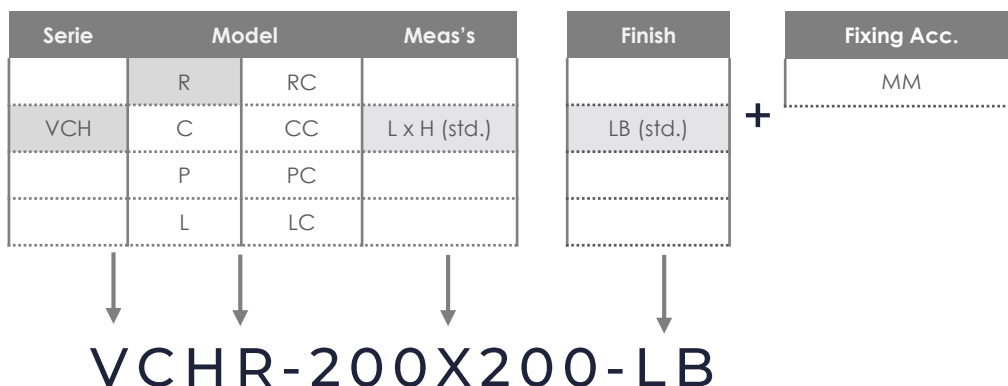 Serie Model Meas's Finish Fixing Acc.
R RC MM
VCH C CC L x H (std.) LB (std.)
+
P PC
L LC
VCHR-200X200-LB